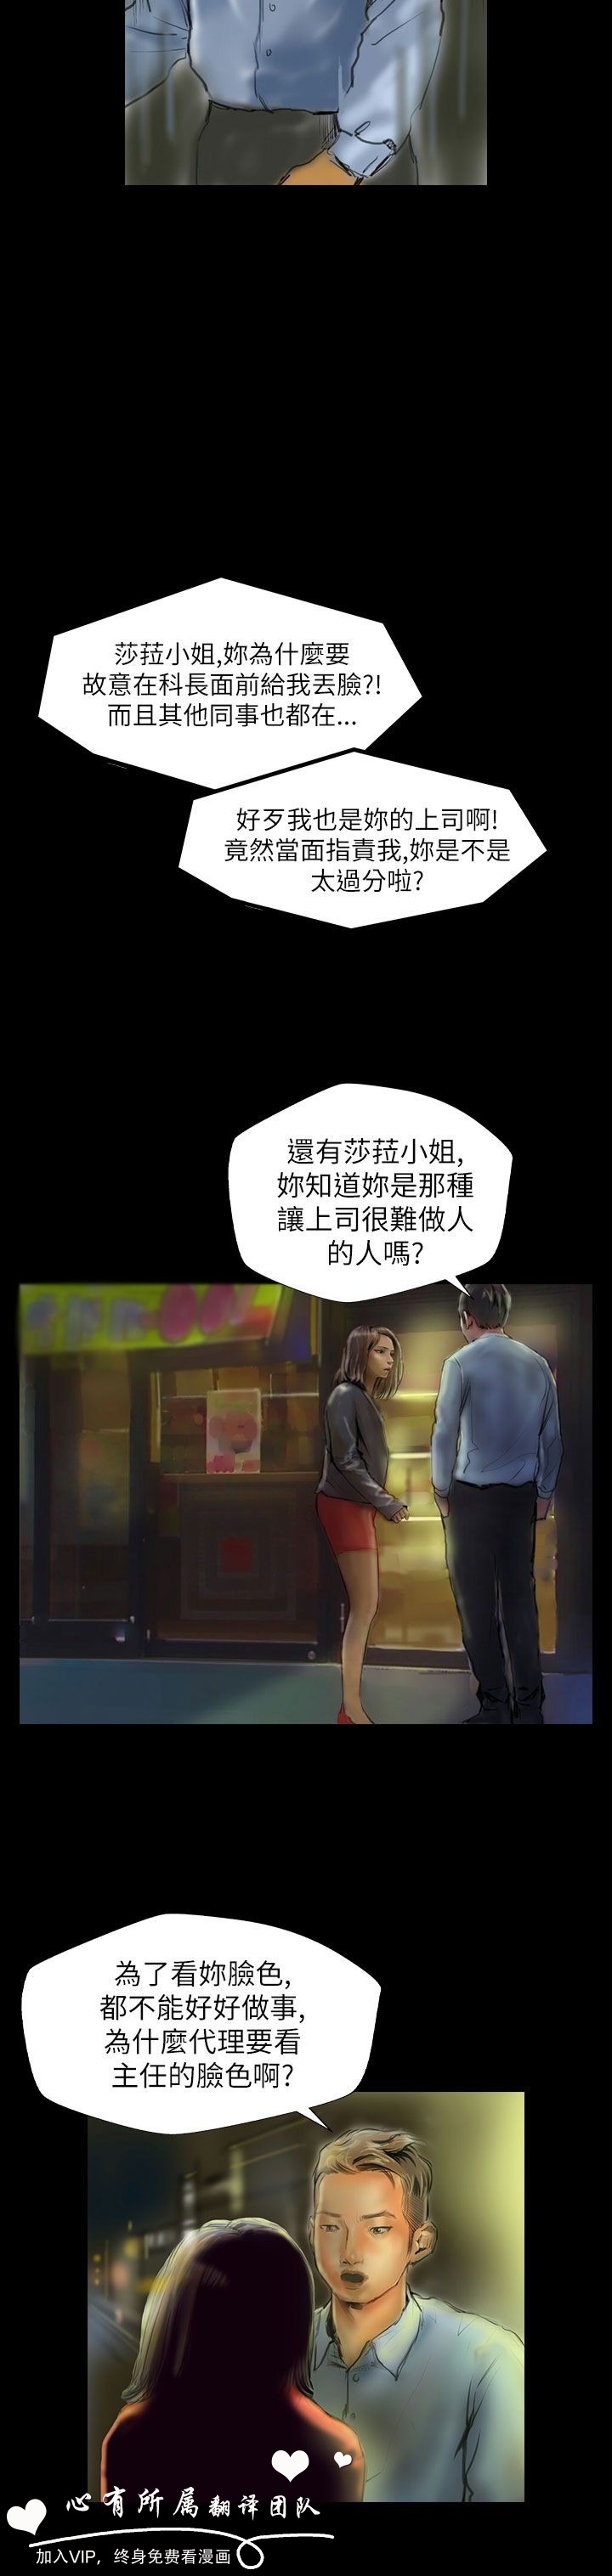 莎菈小姐,妳為什麼要
故意在科長面前給我丟臉?!
而且其他同事也都在...
好歹我也是妳的上司啊!
竟然當面指責我,妳是不是
太過分啦?
還有莎菈小姐,
妳知道妳是那種
讓上司很難做人
的人嗎?
為了看妳臉色,
都不能好好做事,
為什麼代理要看
主任的臉色啊?
心有所属翻译团队
加入VIP，终身免费看漫画